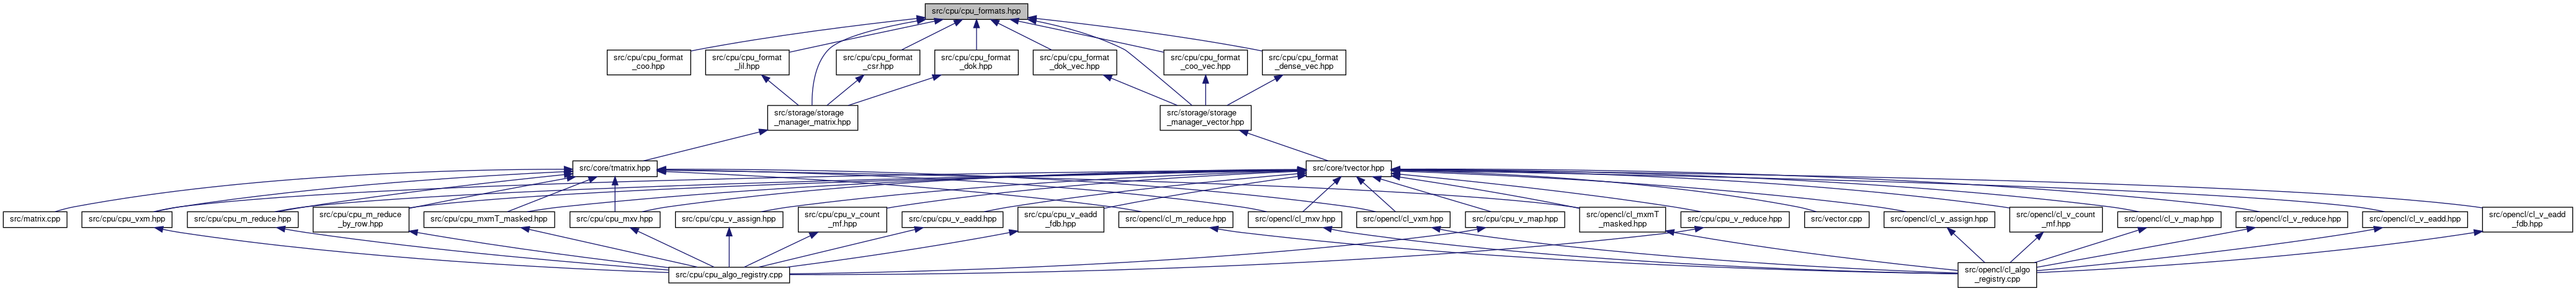 src/cpu/cpu_formats.hpp
src/cpu/cpu_format
_coo.hpp
src/cpu/cpu_format
_lil.hpp
src/cpu/cpu_format
_csr.hpp
src/cpu/cpu_format
_dok.hpp
src/cpu/cpu_format
_dok_vec.hpp
src/cpu/cpu_format
_coo_vec.hpp
src/cpu/cpu_format
_dense_vec.hpp
src/storage/storage
_manager_matrix.hpp
src/storage/storage
_manager_vector.hpp
src/core/tmatrix.hpp
src/core/tvector.hpp
src/matrix.cpp
src/cpu/cpu_vxm.hpp
src/cpu/cpu_m_reduce.hpp
src/cpu/cpu_m_reduce
_by_row.hpp
src/cpu/cpu_mxmT_masked.hpp
src/cpu/cpu_mxv.hpp
src/cpu/cpu_v_assign.hpp
src/cpu/cpu_v_count
_mf.hpp
src/cpu/cpu_v_eadd.hpp
src/cpu/cpu_v_eadd
_fdb.hpp
src/opencl/cl_m_reduce.hpp
src/opencl/cl_mxv.hpp
src/opencl/cl_vxm.hpp
src/cpu/cpu_v_map.hpp
src/opencl/cl_mxmT
_masked.hpp
src/cpu/cpu_v_reduce.hpp
src/vector.cpp
src/opencl/cl_v_assign.hpp
src/opencl/cl_v_count
_mf.hpp
src/opencl/cl_v_map.hpp
src/opencl/cl_v_reduce.hpp
src/opencl/cl_v_eadd.hpp
src/opencl/cl_v_eadd
_fdb.hpp
src/cpu/cpu_algo_registry.cpp
src/opencl/cl_algo
_registry.cpp